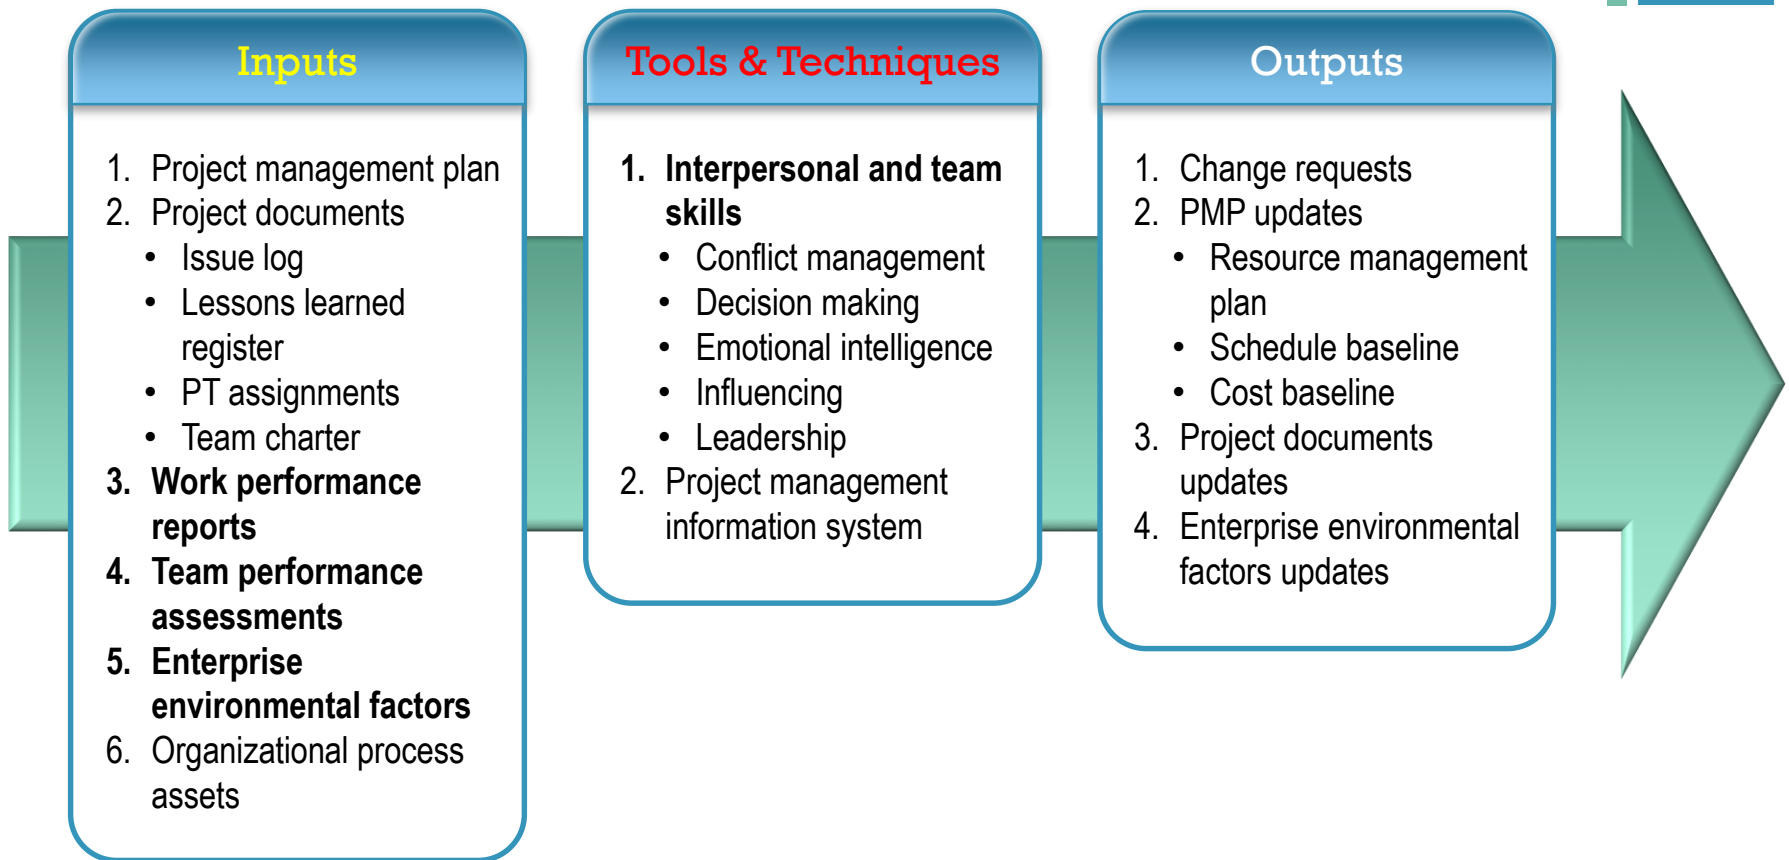 Inputs
1. Project management plan
2. Project documents
• Issue log
• Lessons learned
register
• PT assignments
• Team charter
3. Work performance
reports
4. Team performance
assessments
5. Enterprise
environmental factors
6. Organizational process
assets
Tools & Techniques
1. Interpersonal and team
skills
• Conflict management
• Decision making
• Emotional intelligence
• Influencing
• Leadership
2. Project management
information system
Outputs
1. Change requests
2. PMP updates
• Resource management
plan
• Schedule baseline
• Cost baseline
3. Project documents
updates
4. Enterprise environmental
factors updates